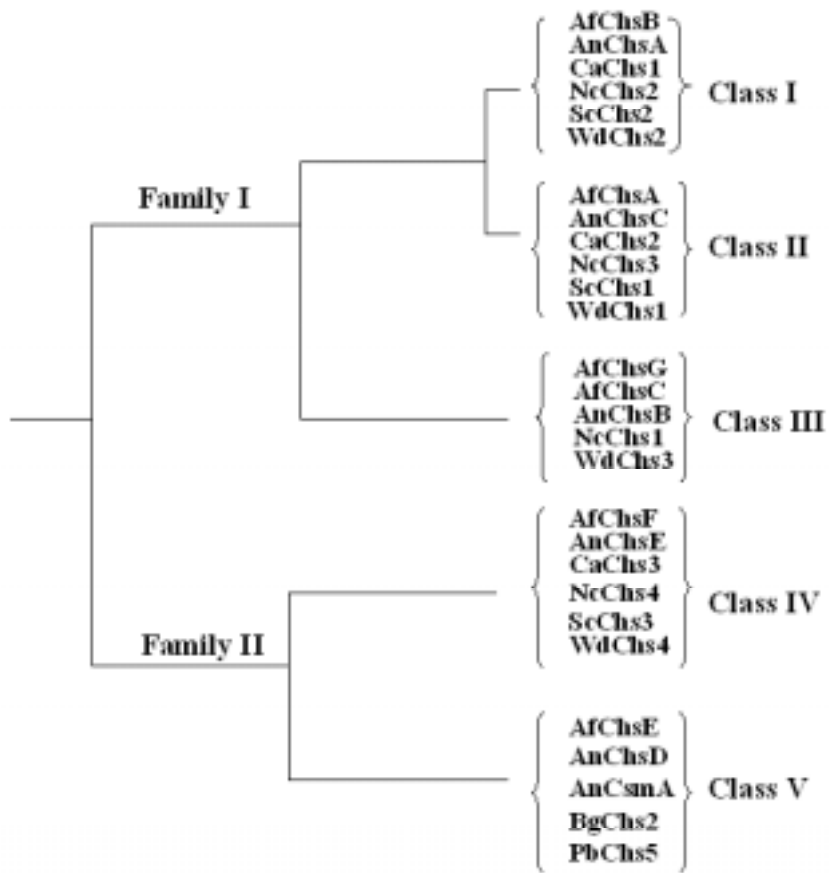 AfChsB
AnChsA
CaChs1
NcChs2
ScChs2
WdChs2
Class I
Family I
AfChsA
AnChsC
CaChs2
NcChs3
ScChs1
WdChs1
Class II
AfChsG
AfChsC
AnChsB
NcChs1
WdChs3
Class III
AfChsF
AnChsE
CaChs3
NcChs4
ScChs3
WdChs4
Class IV
Family II
AfChsE
AnChsD
AnCsmA
BgChs2
PbChs5
Class V